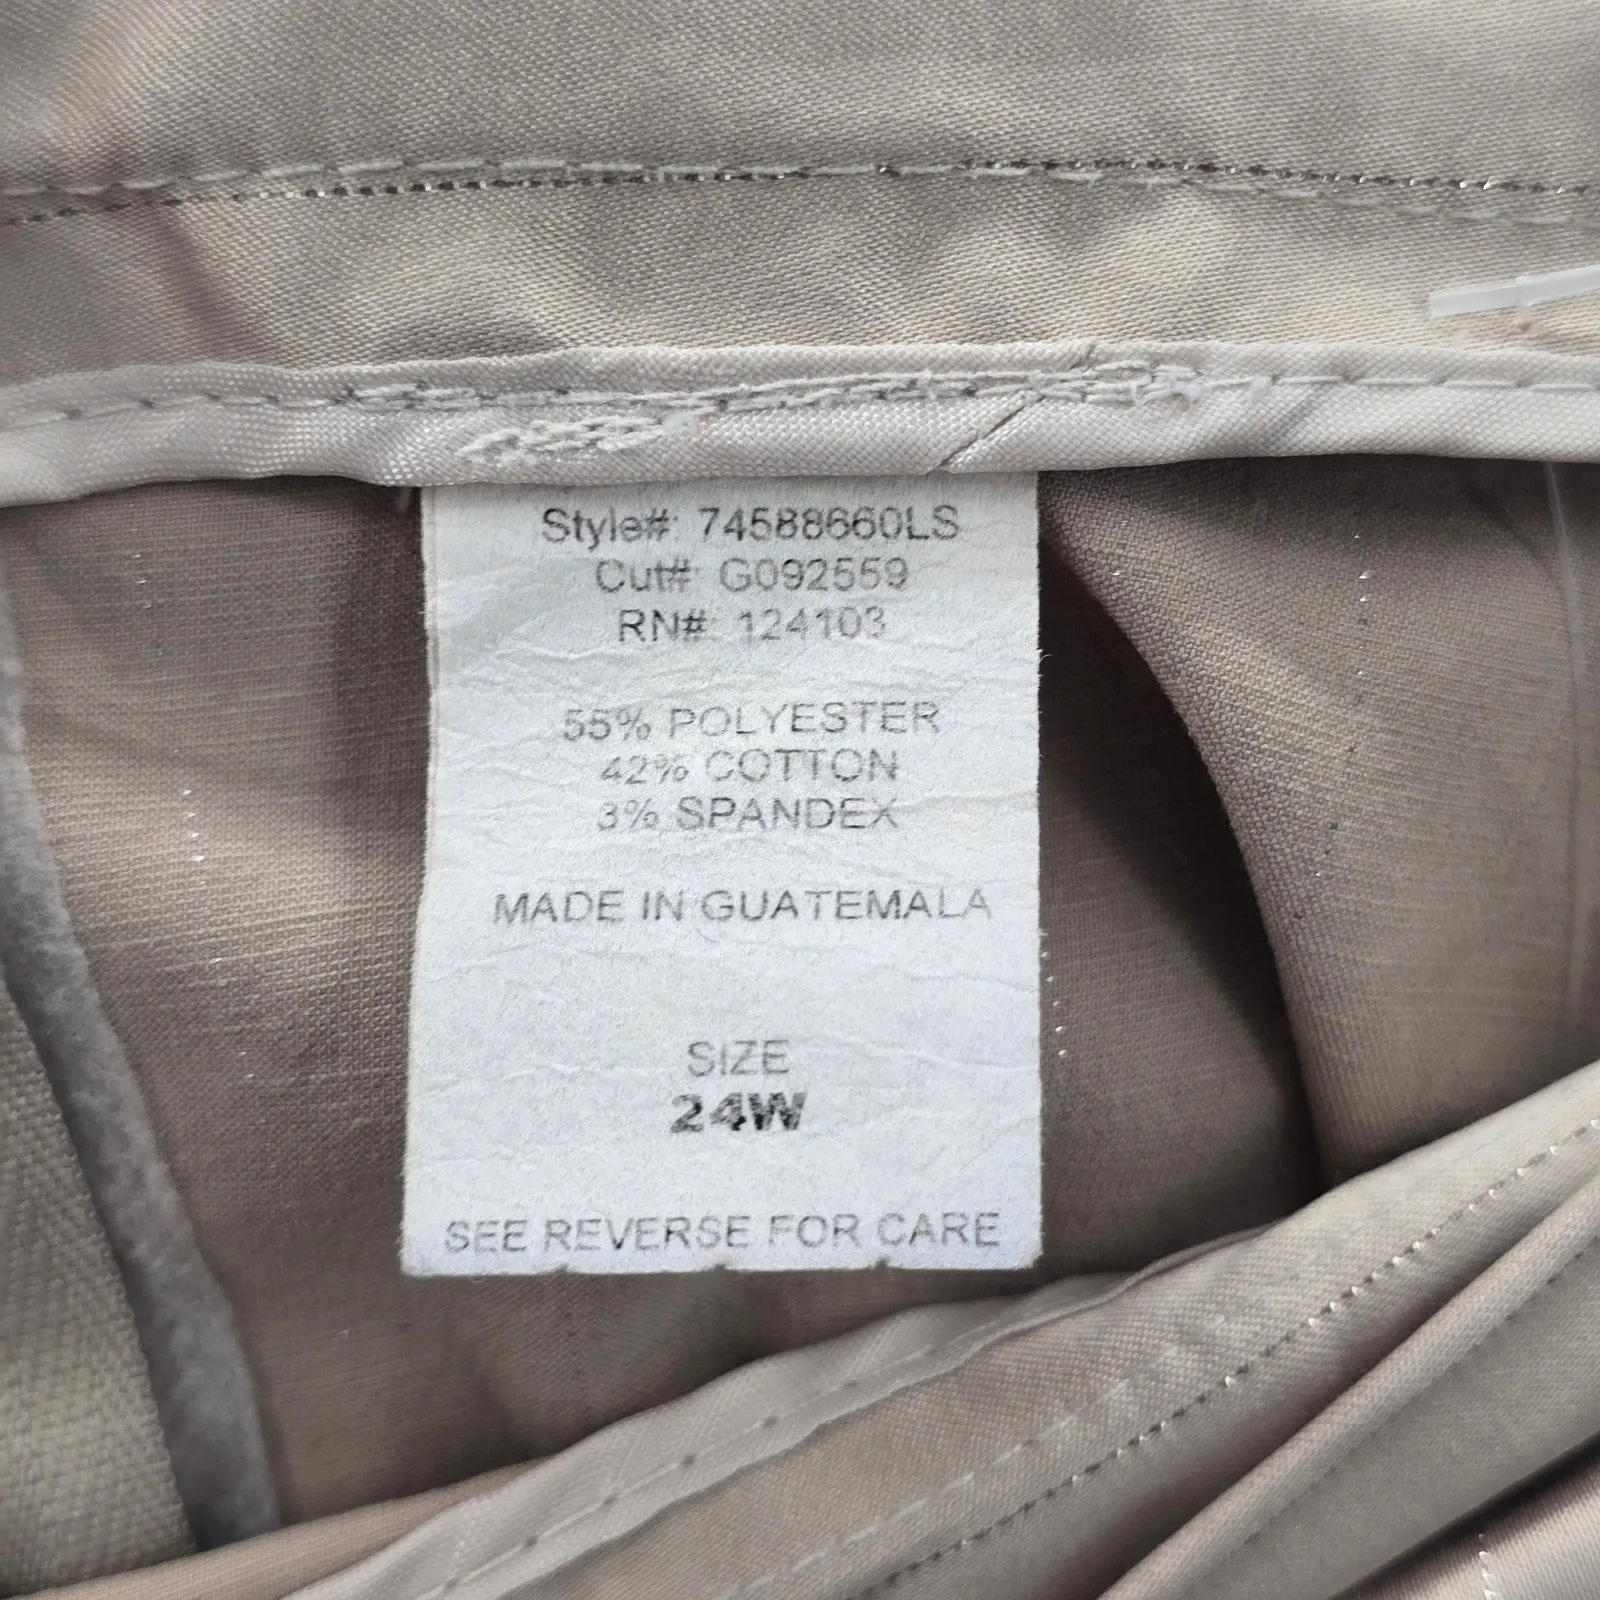 Style#: 74588660LS
Cut#: G092559
RN#: 124103
55% POLYESTER
42% COTTON
3% SPANDEX
MADE IN GUATEMALA
SIZE
24W
SEE REVERSE FOR CARE